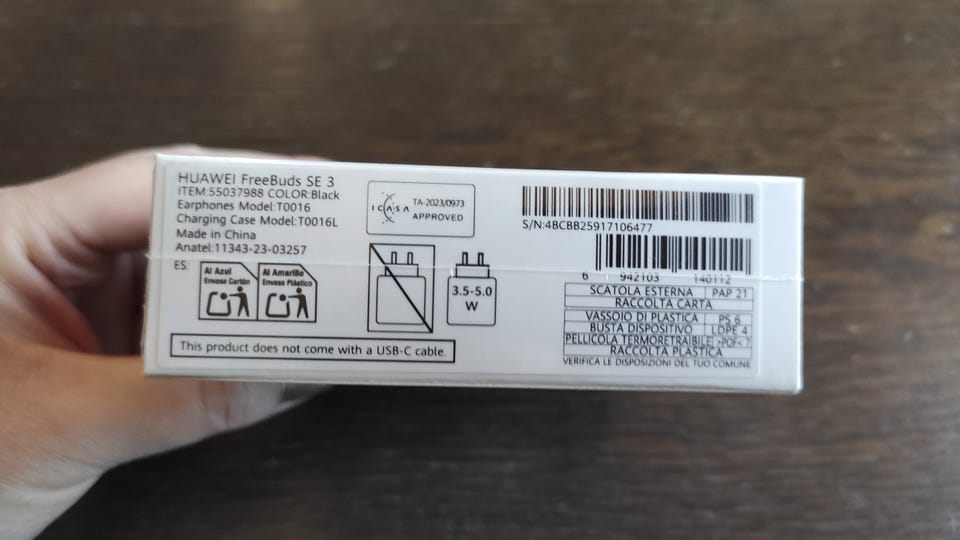 HUAWEI FreeBuds SE 3
ITEM:55037988 COLOR:Black
Earphones Model:T0016
Charging Case Model:T0016L
Made in China
Anatel:11343-23-03257
ES:
Al Azul
Envase Cartón
Al Amarillo
Envase Plástico
This product does not come with a USB-C cable.
ICASA
TA-2023/0973
APPROVED
3.5-5.0
W
S/N:4BCBB25917106477
6 942103 140112
SCATOLA ESTERNA PAP 21
RACCOLTA CARTA
VASSOIO DI PLASTICA PS 6
BUSTA DISPOSITIVO LDPE 4
PELLICOLA TERMORETRAIBILE >POF< 7
RACCOLTA PLASTICA
VERIFICA LE DISPOSIZIONI DEL TUO COMUNE